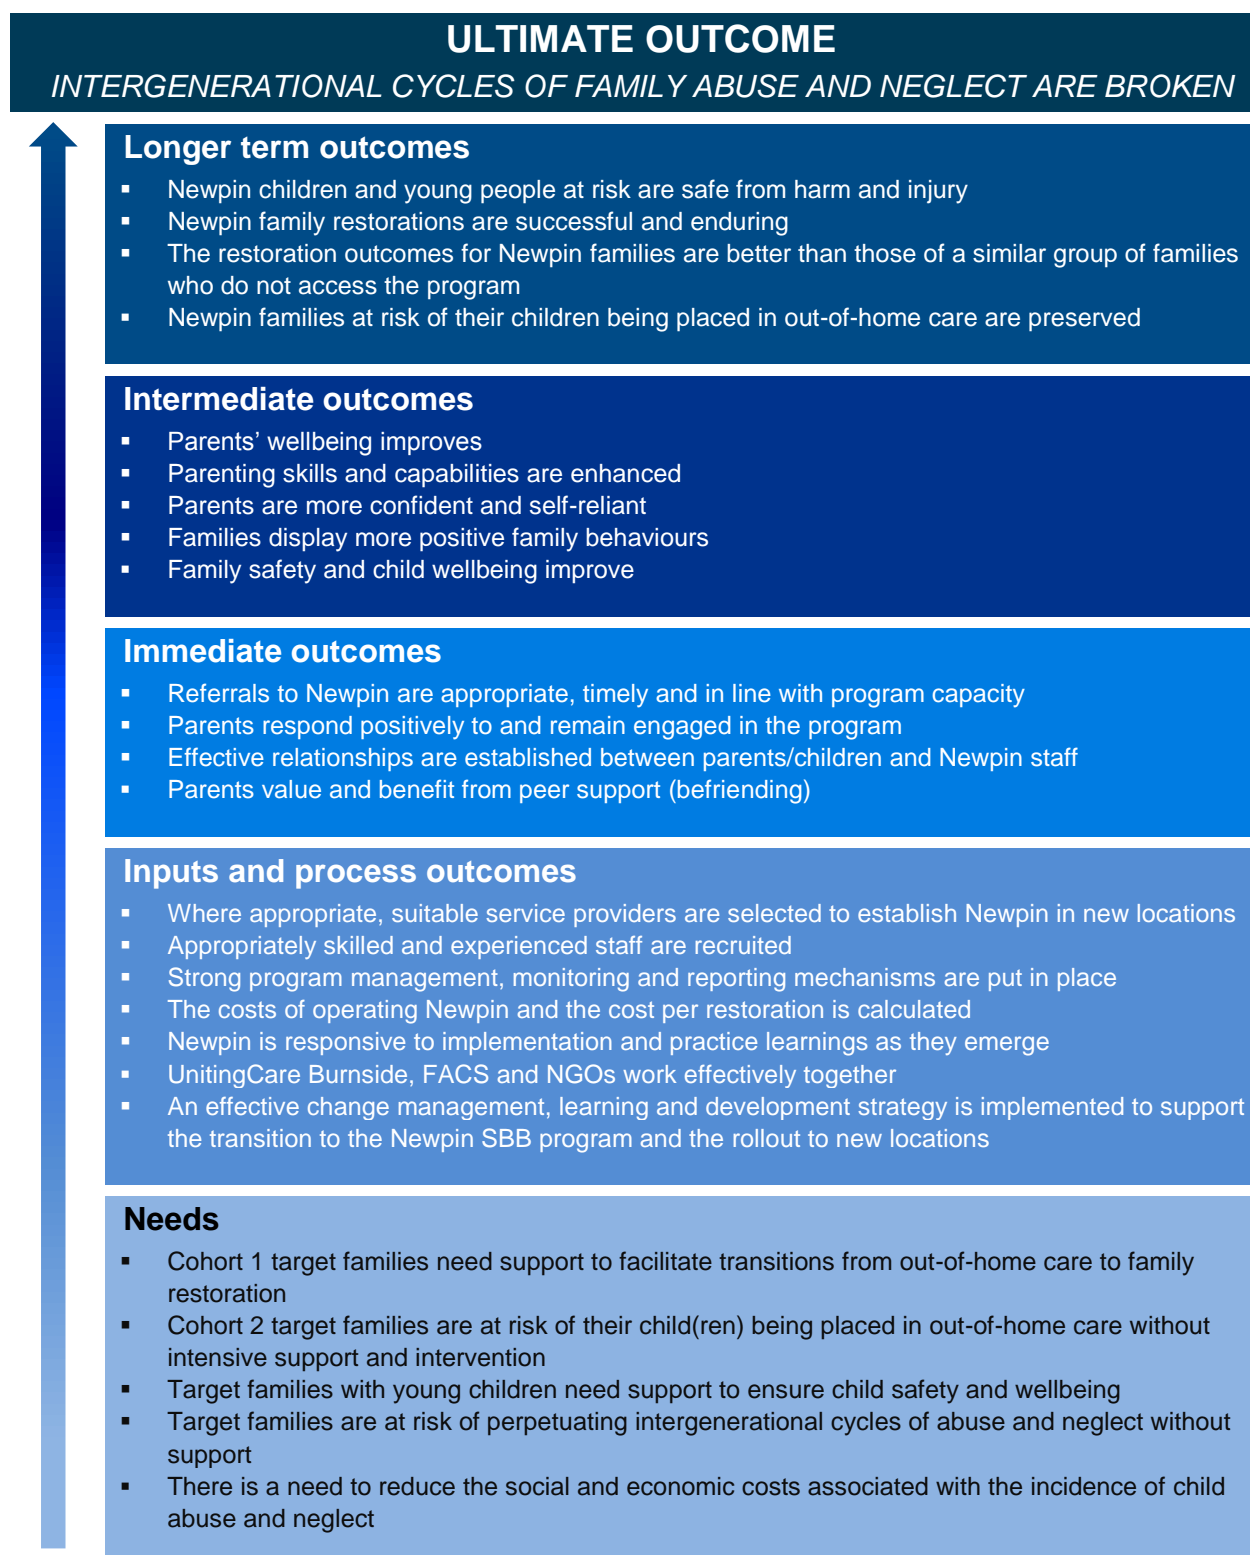 ULTIMATE OUTCOME
INTERGENERATIONAL CYCLES OF FAMILY ABUSE AND NEGLECT ARE BROKEN
Longer term outcomes
▪ Newpin children and young people at risk are safe from harm and injury
▪ Newpin family restorations are successful and enduring
▪ The restoration outcomes for Newpin families are better than those of a similar group of families
who do not access the program
▪ Newpin families at risk of their children being placed in out-of-home care are preserved
Intermediate outcomes
▪ Parents’ wellbeing improves
▪ Parenting skills and capabilities are enhanced
▪ Parents are more confident and self-reliant
▪ Families display more positive family behaviours
▪ Family safety and child wellbeing improve
Immediate outcomes
▪ Referrals to Newpin are appropriate, timely and in line with program capacity
▪ Parents respond positively to and remain engaged in the program
▪ Effective relationships are established between parents/children and Newpin staff
▪ Parents value and benefit from peer support (befriending)
Inputs and process outcomes
▪ Where appropriate, suitable service providers are selected to establish Newpin in new locations
▪ Appropriately skilled and experienced staff are recruited
▪ Strong program management, monitoring and reporting mechanisms are put in place
▪ The costs of operating Newpin and the cost per restoration is calculated
▪ Newpin is responsive to implementation and practice learnings as they emerge
▪ UnitingCare Burnside, FACS and NGOs work effectively together
▪ An effective change management, learning and development strategy is implemented to support
the transition to the Newpin SBB program and the rollout to new locations
Needs
▪ Cohort 1 target families need support to facilitate transitions from out-of-home care to family
restoration
▪ Cohort 2 target families are at risk of their child(ren) being placed in out-of-home care without
intensive support and intervention
▪ Target families with young children need support to ensure child safety and wellbeing
▪ Target families are at risk of perpetuating intergenerational cycles of abuse and neglect without
support
▪ There is a need to reduce the social and economic costs associated with the incidence of child
abuse and neglect